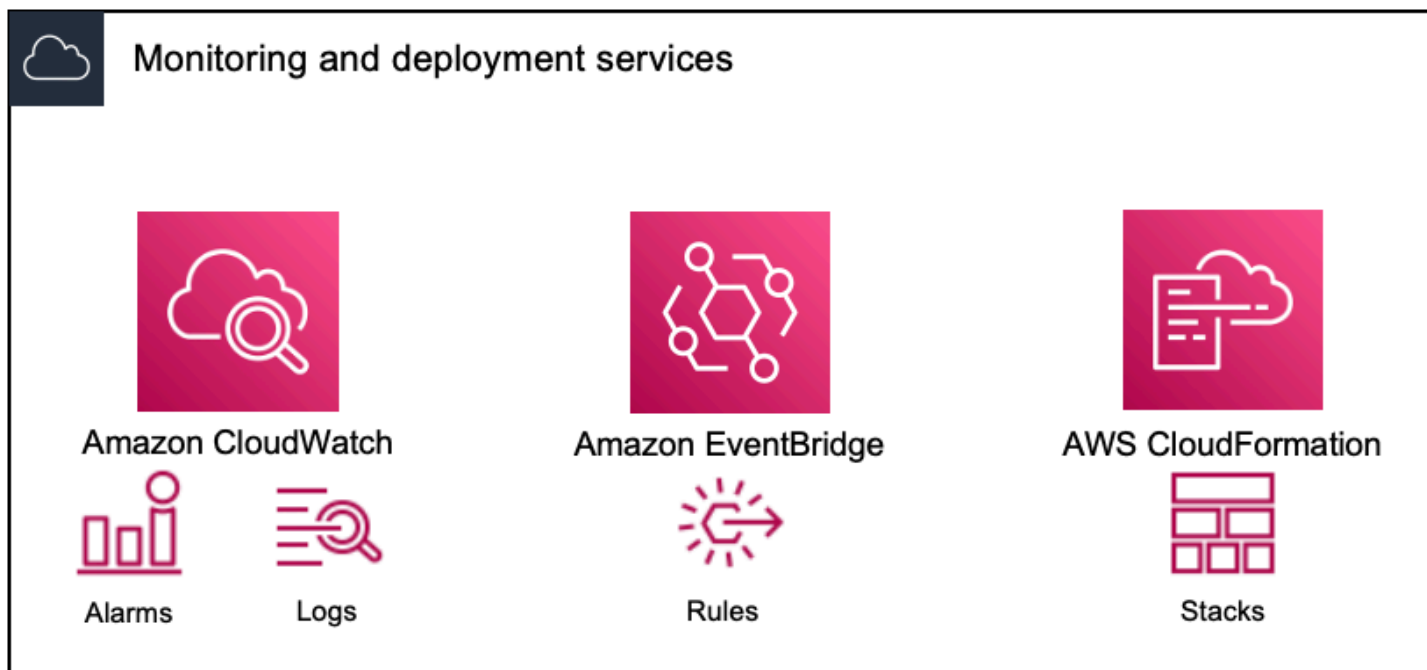 Monitoring and deployment services
Amazon CloudWatch
Amazon EventBridge
AWS CloudFormation
Alarms
Logs
Rules
Stacks